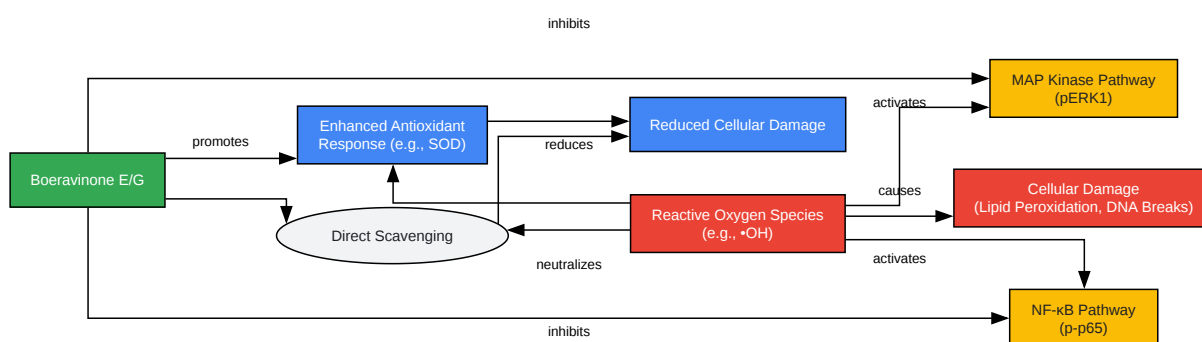 inhibits
MAP Kinase Pathway
(pERK1)
activates
Enhanced Antioxidant
Response (e.g., SOD)
Reduced Cellular Damage
promotes
reduces
Boeravinone E/G
causes
Cellular Damage
(Lipid Peroxidation, DNA Breaks)
Reactive Oxygen Species
(e.g., •OH)
Direct Scavenging
neutralizes
activates
NF-κB Pathway
(p-p65)
inhibits